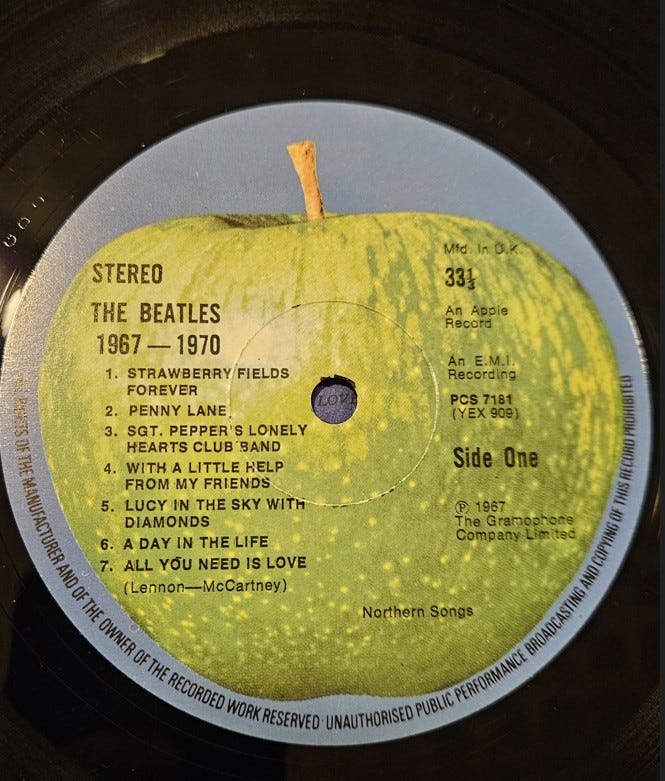 STEREO
THE BEATLES
1967 — 1970
1. STRAWBERRY FIELDS
FOREVER
2. PENNY LANE
3. SGT. PEPPER'S LONELY
HEARTS CLUB BAND
4. WITH A LITTLE HELP
FROM MY FRIENDS
5. LUCY IN THE SKY WITH
DIAMONDS
6. A DAY IN THE LIFE
7. ALL YOU NEED IS LOVE
(Lennon—McCartney)
Mfd. In U.K.
33⅓
An Apple
Record
An E.M.I.
Recording
PCS 7181
(YEX 909)
Side One
℗ 1967
The Gramophone
Company Limited
Northern Songs
LOVE
RIGHTS OF THE MANUFACTURER AND OF THE OWNER OF THE RECORDED WORK RESERVED UNAUTHORISED PUBLIC PERFORMANCE BROADCASTING AND COPYING OF THIS RECORD PROHIBITED